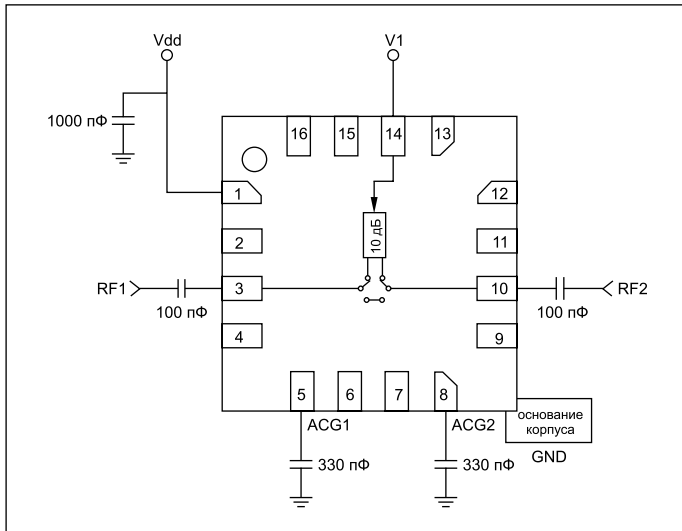 Vdd
V1
1000 пФ
16
15
14
13
1
12
10 дБ
2
11
RF1
3
10
RF2
100 пФ
100 пФ
4
9
5
6
7
8
ACG1
ACG2
основание
корпуса
GND
330 пФ
330 пФ